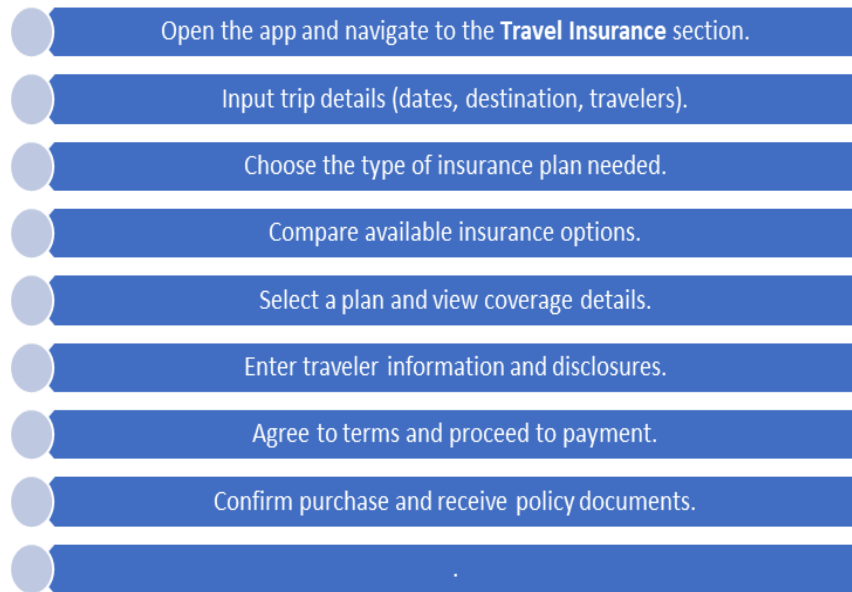 Open the app and navigate to the Travel Insurance section.
Input trip details (dates, destination, travelers).
Choose the type of insurance plan needed.
Compare available insurance options.
Select a plan and view coverage details.
Enter traveler information and disclosures.
Agree to terms and proceed to payment.
Confirm purchase and receive policy documents.
.